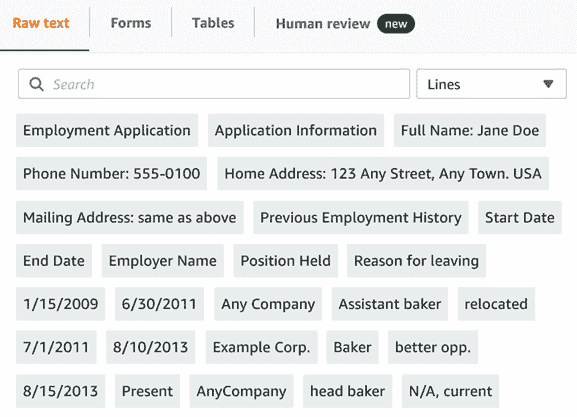 Raw text Forms Tables Human review new
Search Lines
Employment Application Application Information Full Name: Jane Doe
Phone Number: 555-0100 Home Address: 123 Any Street, Any Town. USA
Mailing Address: same as above Previous Employment History Start Date
End Date Employer Name Position Held Reason for leaving
1/15/2009 6/30/2011 Any Company Assistant baker relocated
7/1/2011 8/10/2013 Example Corp. Baker better opp.
8/15/2013 Present AnyCompany head baker N/A, current